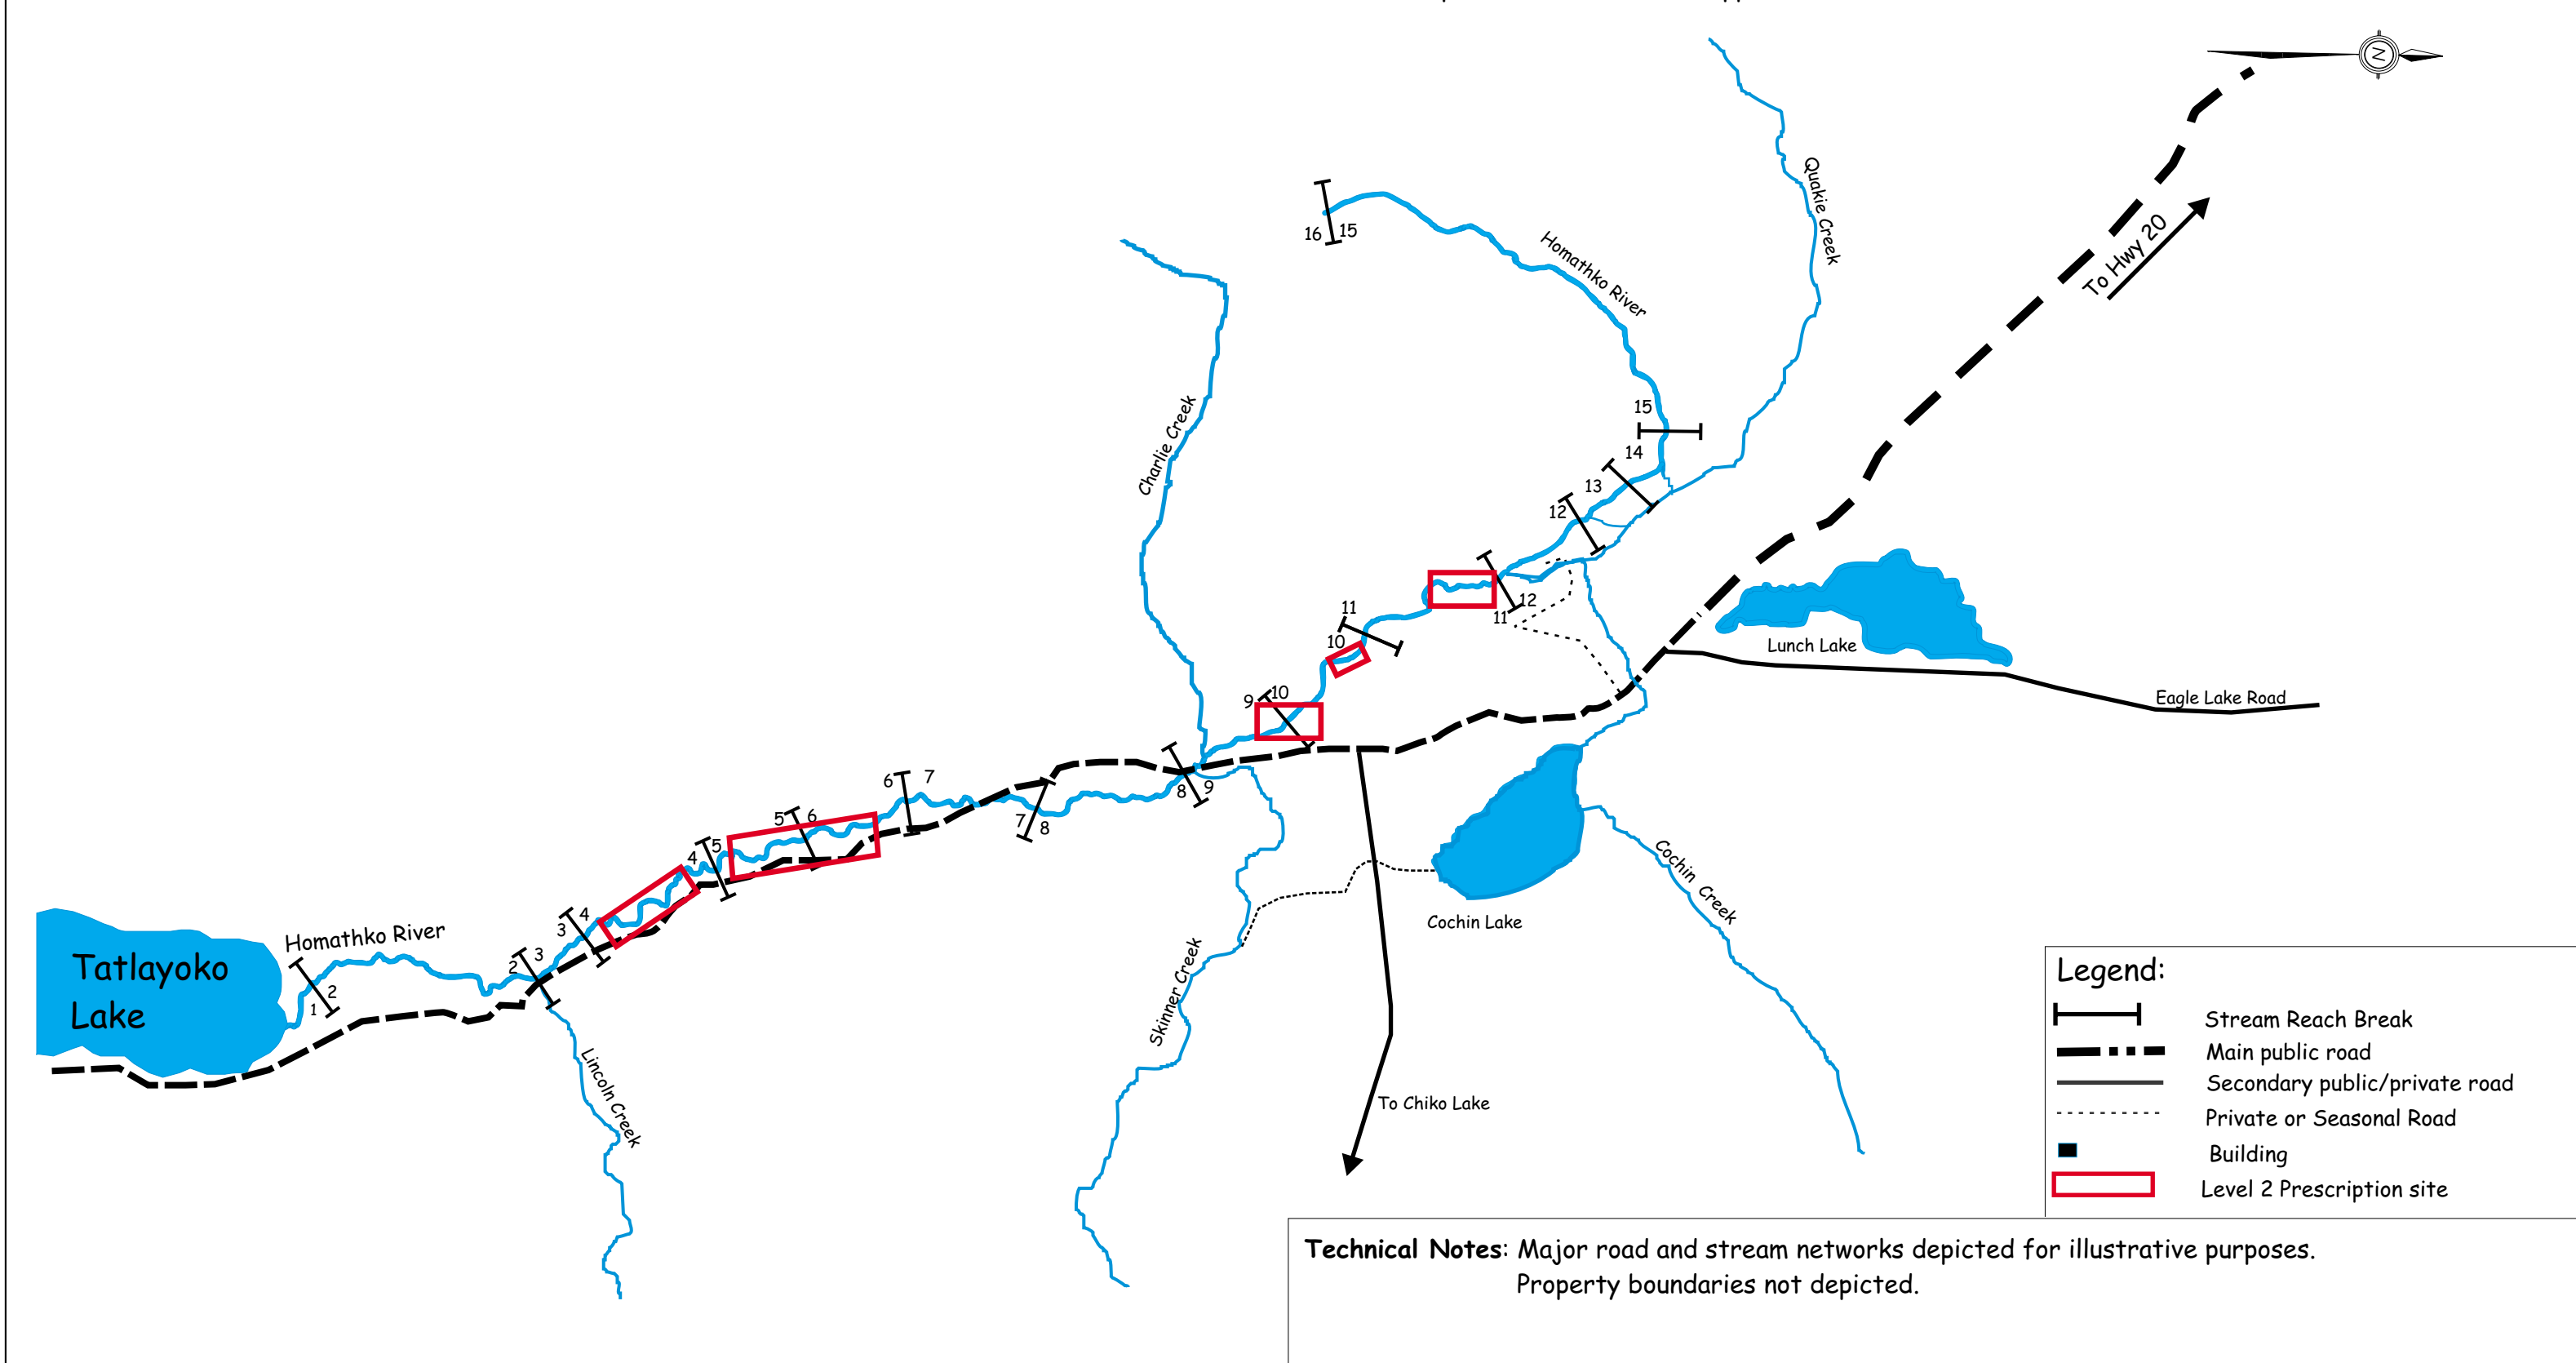 N
Quakie Creek
To Hwy 20
16 15
Homathko River
Charlie Creek
15
14
13
12
12
11
11
10
Lunch Lake
Eagle Lake Road
9 10
8 9
6 7
7 8
5 6
4 5
3 4
2 3
1 2
Cochin Lake
Cochin Creek
Homathko River
Tatlayoko
Lake
Skinner Creek
Lincoln Creek
To Chiko Lake
Legend:
Stream Reach Break
Main public road
Secondary public/private road
Private or Seasonal Road
Building
Level 2 Prescription site
Technical Notes: Major road and stream networks depicted for illustrative purposes.
Property boundaries not depicted.